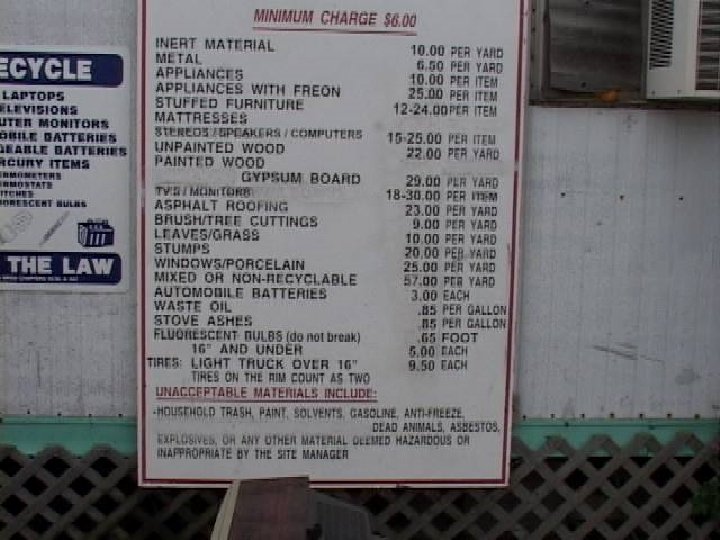 MINIMUM CHARGE $6.00
INERT MATERIAL 10.00 PER YARD
METAL 6.50 PER YARD
APPLIANCES 10.00 PER ITEM
APPLIANCES WITH FREON 25.00 PER ITEM
STUFFED FURNITURE 12-24.00 PER ITEM
MATTRESSES
STEREOS / SPEAKERS / COMPUTERS 15-25.00 PER ITEM
UNPAINTED WOOD 22.00 PER YARD
PAINTED WOOD
GYPSUM BOARD 29.00 PER YARD
TV'S / MONITORS 18-30.00 PER ITEM
ASPHALT ROOFING 23.00 PER YARD
BRUSH/TREE CUTTINGS 9.00 PER YARD
LEAVES/GRASS 10.00 PER YARD
STUMPS 20.00 PER YARD
WINDOWS/PORCELAIN 25.00 PER YARD
MIXED OR NON-RECYCLABLE 57.00 PER YARD
AUTOMOBILE BATTERIES 3.00 EACH
WASTE OIL .85 PER GALLON
STOVE ASHES .85 PER GALLON
FLUORESCENT BULBS (do not break) .65 FOOT
16" AND UNDER 5.00 EACH
TIRES: LIGHT TRUCK OVER 16" 9.50 EACH
TIRES ON THE RIM COUNT AS TWO
UNACCEPTABLE MATERIALS INCLUDE:
-HOUSEHOLD TRASH, PAINT, SOLVENTS, GASOLINE, ANTI-FREEZE,
DEAD ANIMALS, ASBESTOS,
EXPLOSIVES, OR ANY OTHER MATERIAL DEEMED HAZARDOUS OR
INAPPROPRIATE BY THE SITE MANAGER
ECYCLE
LAPTOPS
ELEVISIONS
UTER MONITORS
OBILE BATTERIES
GEABLE BATTERIES
RCURY ITEMS
RMOMETERS
RMOSTATS
ITCHES
ORESCENT BULBS
THE LAW